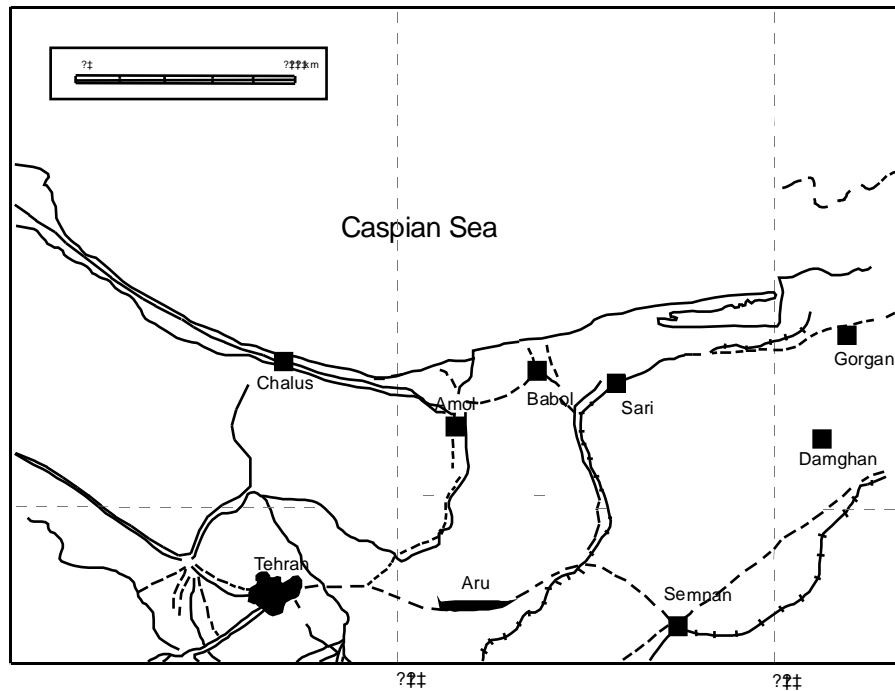 km
Caspian Sea
Gorgan
Chalus
Babol
Sari
Amol
Damghan
Tehran
Aru
Semnan